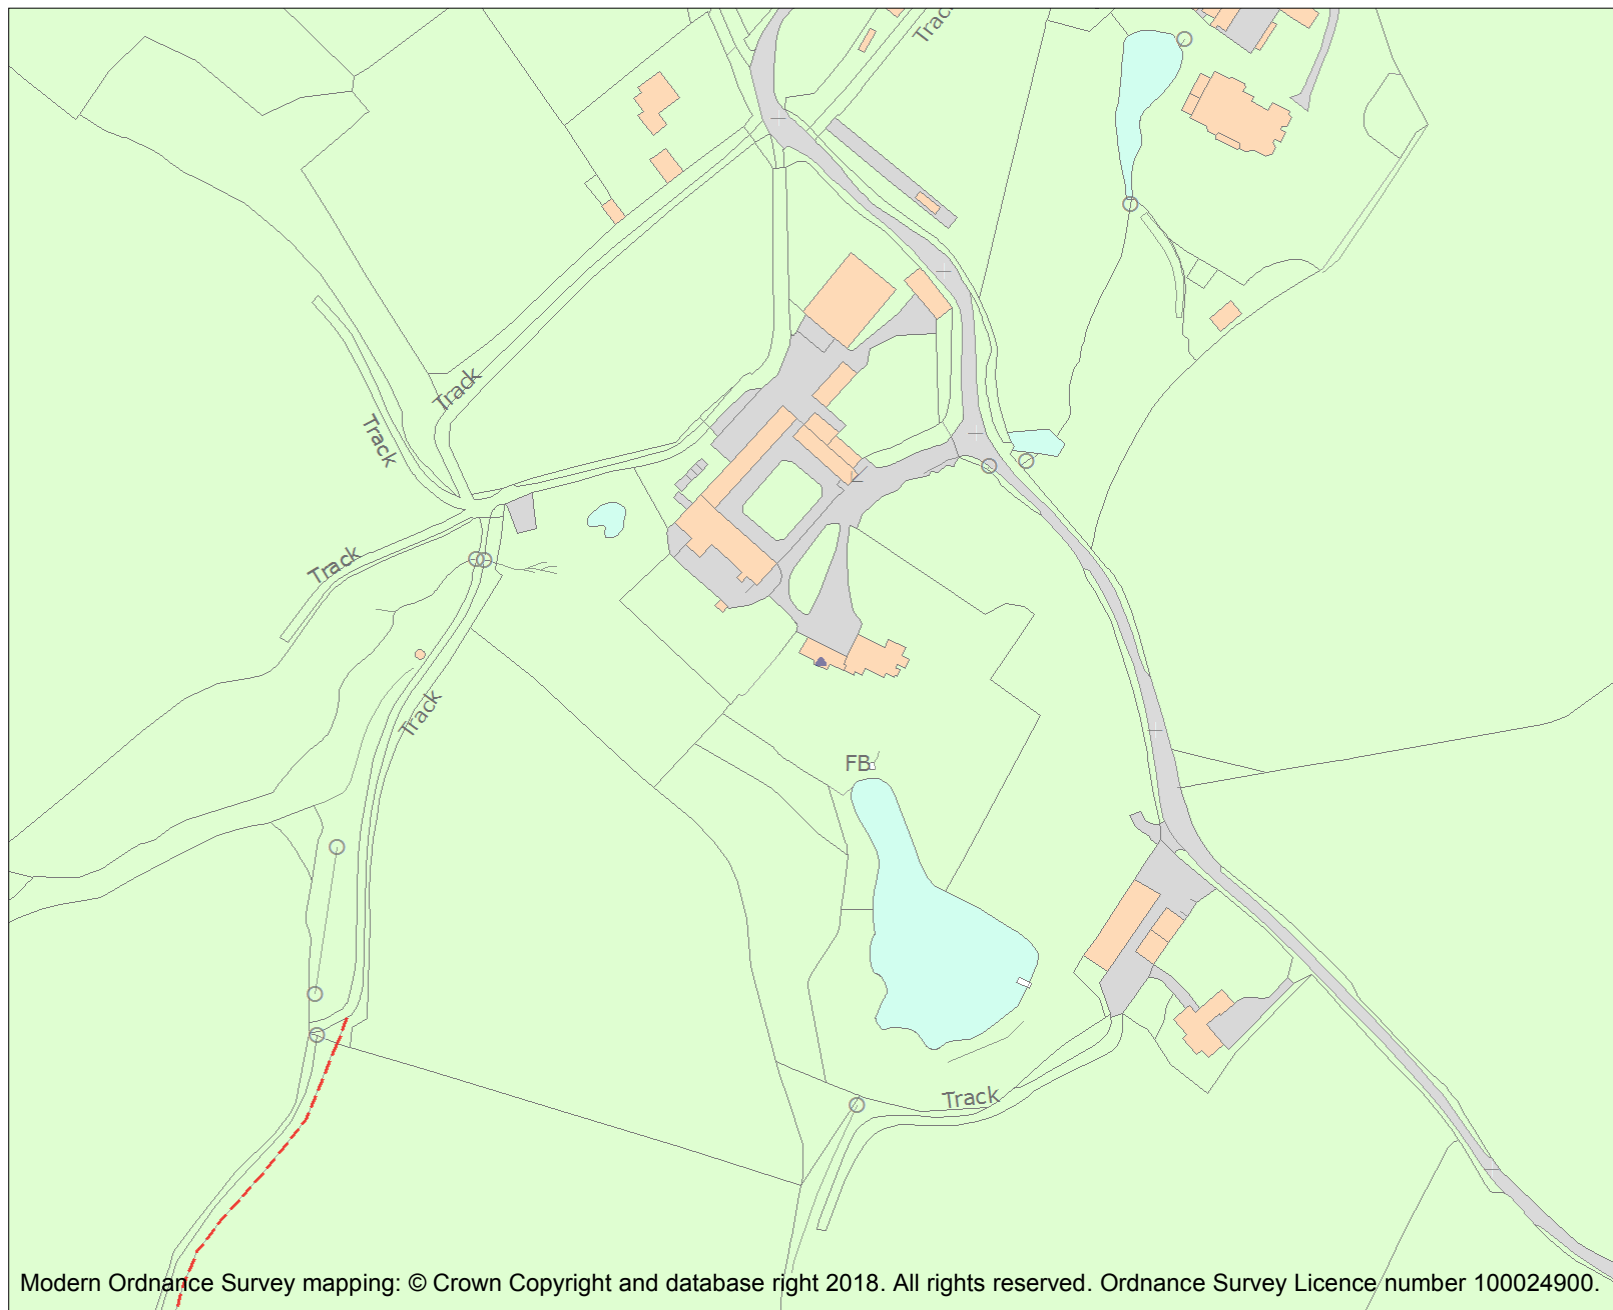 Track
Track
Track
Track
Track
FB
Track
Modern Ordnance Survey mapping: © Crown Copyright and database right 2018. All rights reserved. Ordnance Survey Licence number 100024900.